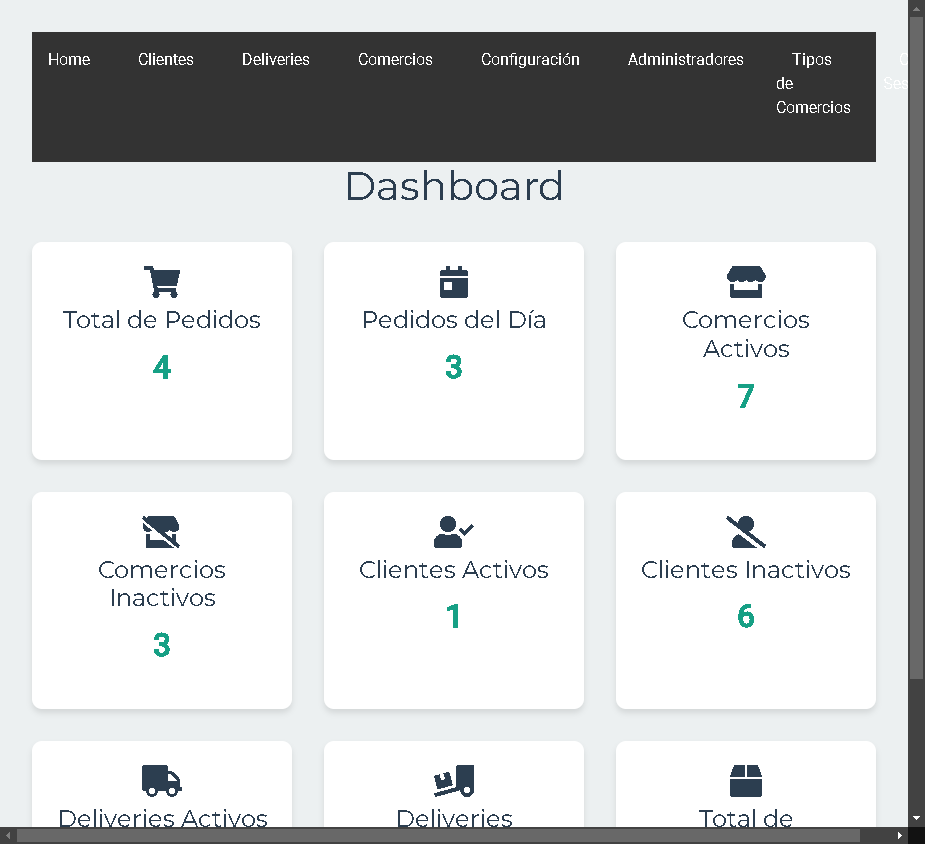 Home Clientes Deliveries Comercios Configuración Administradores Tipos
de
Comercios
Dashboard
Total de Pedidos
4
Pedidos del Día
3
Comercios
Activos
7
Comercios
Inactivos
3
Clientes Activos
1
Clientes Inactivos
6
Deliveries Activos
Deliveries
Total de